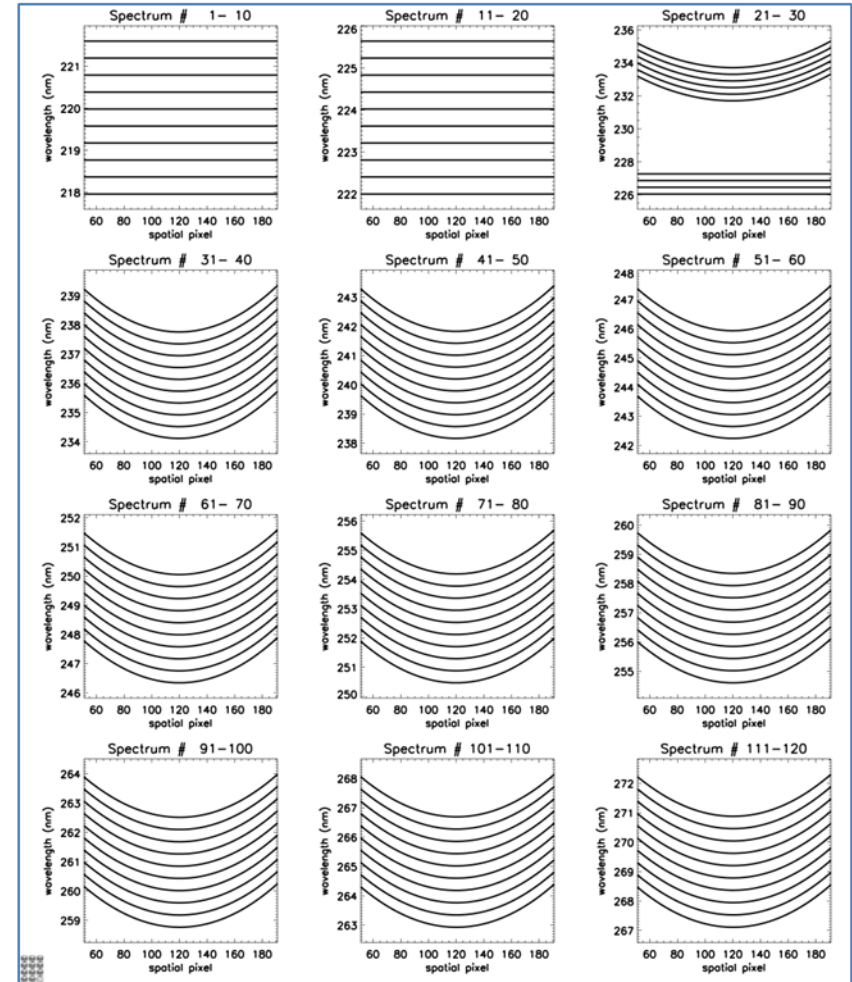 Spectrum # 1- 10
Spectrum # 11- 20
Spectrum # 21- 30
wavelength (nm)
221
220
219
218
60 80 100 120 140 160 180
spatial pixel
wavelength (nm)
226
225
224
223
222
60 80 100 120 140 160 180
spatial pixel
wavelength (nm)
236
234
232
230
228
226
60 80 100 120 140 160 180
spatial pixel
Spectrum # 31- 40
Spectrum # 41- 50
Spectrum # 51- 60
wavelength (nm)
239
238
237
236
235
234
60 80 100 120 140 160 180
spatial pixel
wavelength (nm)
243
242
241
240
239
238
60 80 100 120 140 160 180
spatial pixel
wavelength (nm)
248
247
246
245
244
243
242
60 80 100 120 140 160 180
spatial pixel
Spectrum # 61- 70
Spectrum # 71- 80
Spectrum # 81- 90
wavelength (nm)
252
251
250
249
248
247
246
60 80 100 120 140 160 180
spatial pixel
wavelength (nm)
256
255
254
253
252
251
250
60 80 100 120 140 160 180
spatial pixel
wavelength (nm)
260
259
258
257
256
255
60 80 100 120 140 160 180
spatial pixel
Spectrum # 91-100
Spectrum # 101-110
Spectrum # 111-120
wavelength (nm)
264
263
262
261
260
259
60 80 100 120 140 160 180
spatial pixel
wavelength (nm)
268
267
266
265
264
263
60 80 100 120 140 160 180
spatial pixel
wavelength (nm)
272
271
270
269
268
267
60 80 100 120 140 160 180
spatial pixel